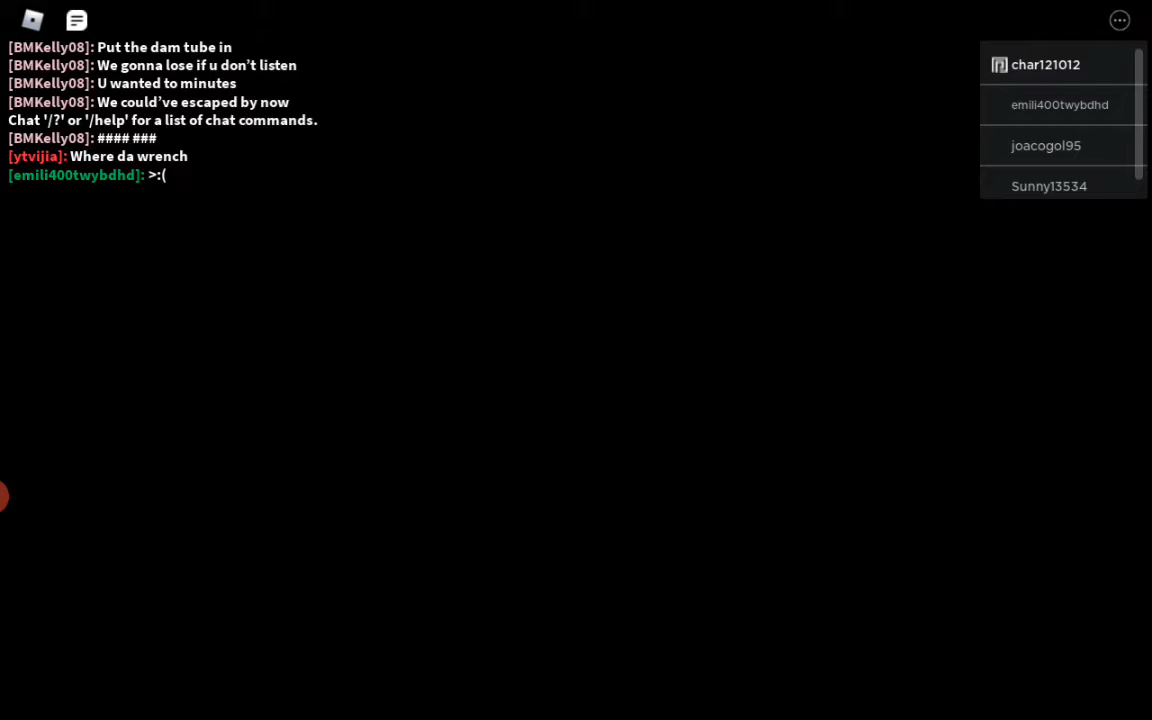 [BMKelly08]: Put the dam tube in
[BMKelly08]: We gonna lose if u don’t listen
[BMKelly08]: U wanted to minutes
[BMKelly08]: We could’ve escaped by now
Chat '/?' or '/help' for a list of chat commands.
[BMKelly08]: #### ###
[ytvijia]: Where da wrench
[emili400twybdhd]: >:(
char121012
emili400twybdhd
joacogol95
Sunny13534